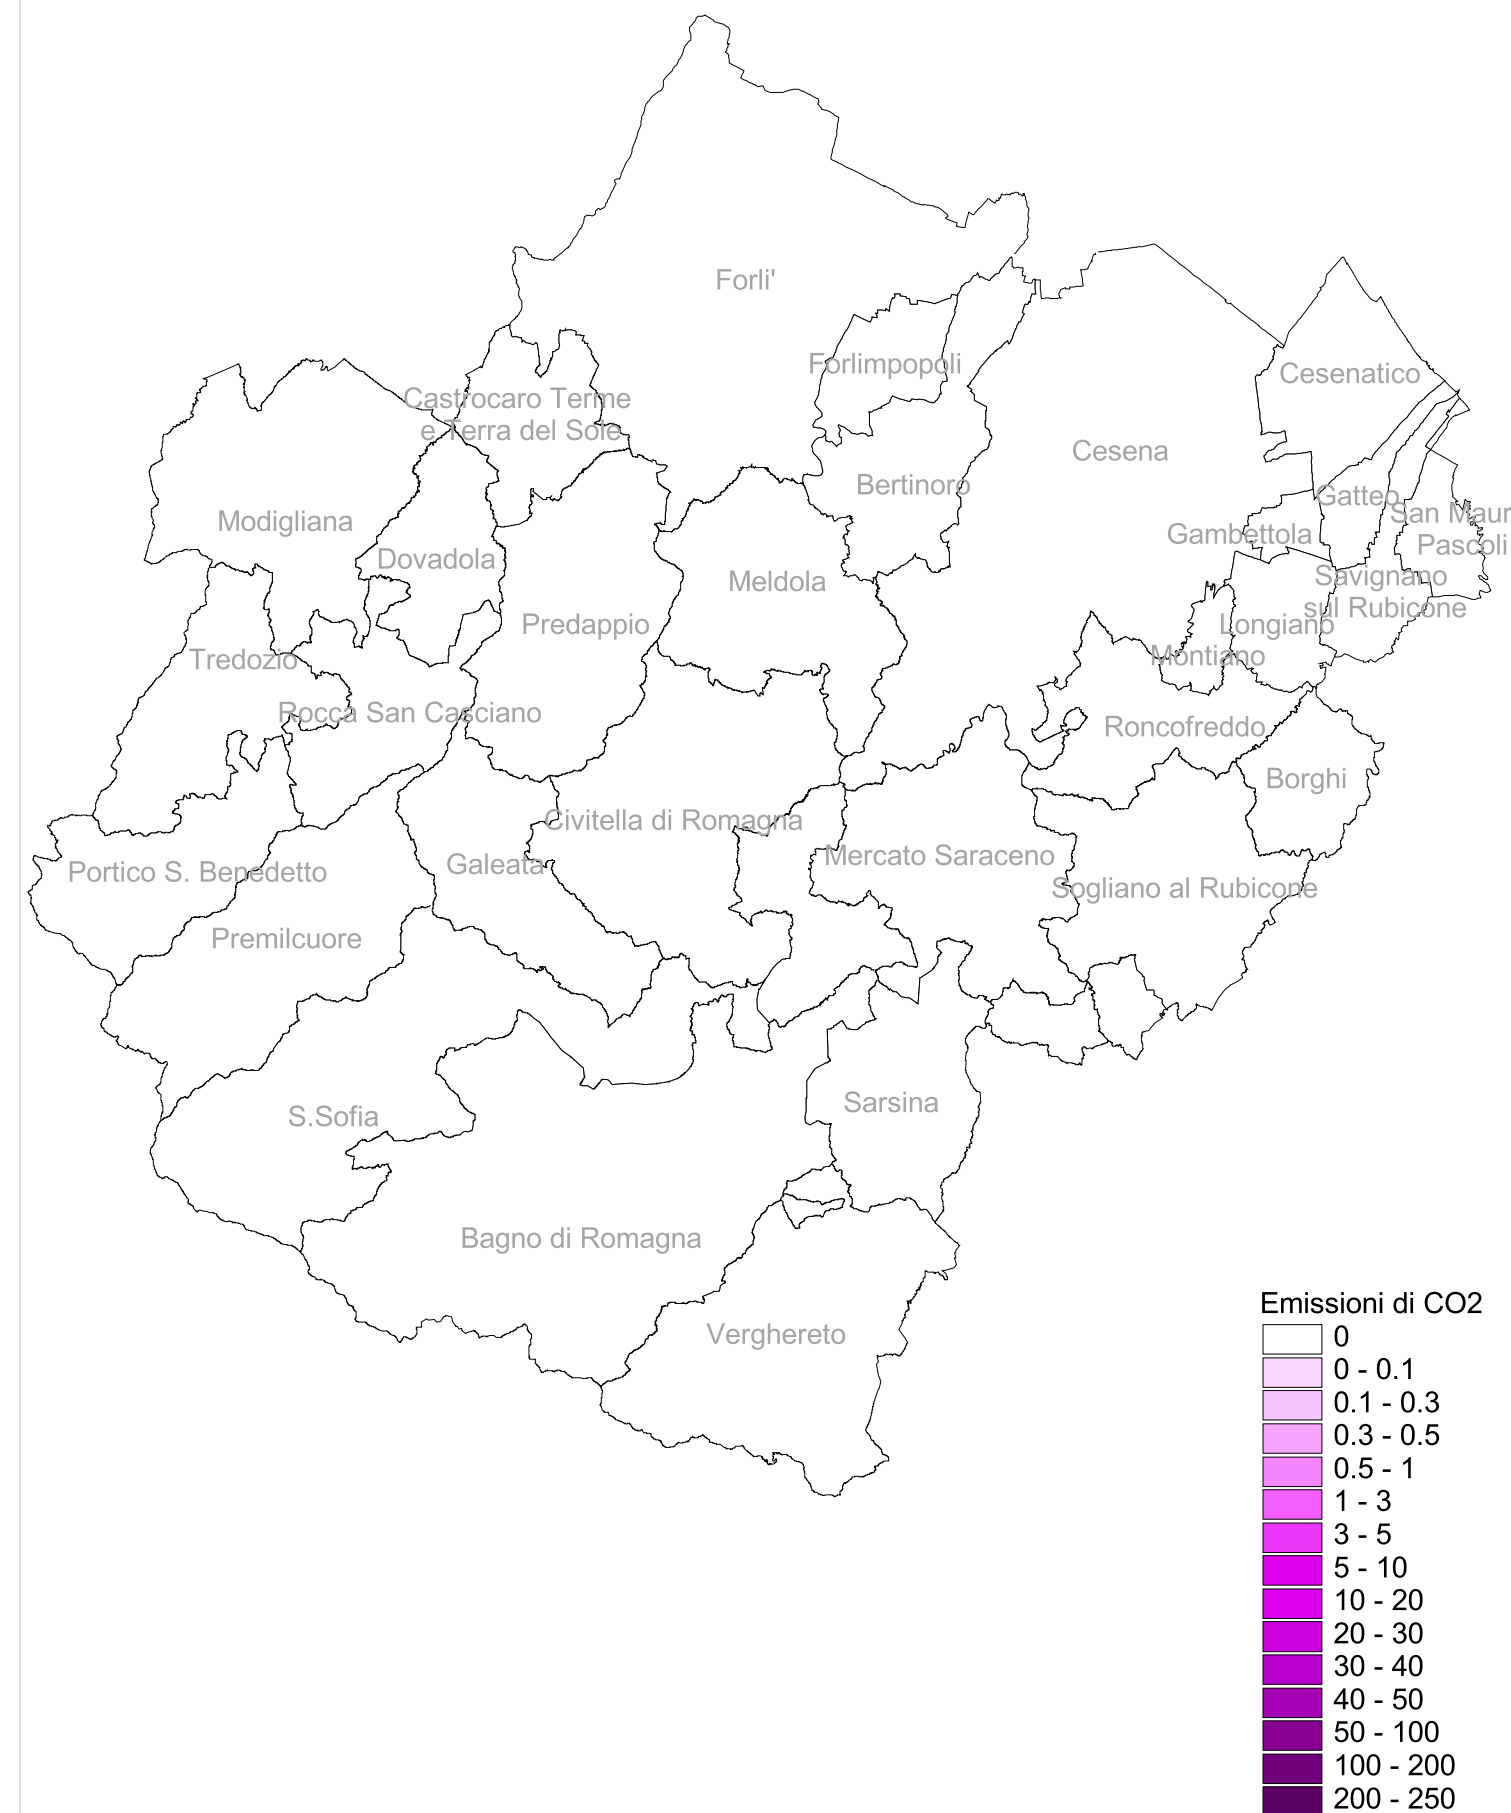 Forli'
Forlimpopoli
Cesenatico
Castrocaro Terme
e Terra del Sole
Cesena
Bertinoro
Gatteo
San Maur
Pascoli
Modigliana
Gambettola
Dovadola
Meldola
Savignano
sul Rubicone
Predappio
Longiano
Montiano
Tredozio
Rocca San Casciano
Roncofreddo
Borghi
Civitella di Romagna
Mercato Saraceno
Galeata
Portico S. Benedetto
Sogliano al Rubicone
Premilcuore
Sarsina
S.Sofia
Bagno di Romagna
Verghereto
Emissioni di CO2
0
0 - 0.1
0.1 - 0.3
0.3 - 0.5
0.5 - 1
1 - 3
3 - 5
5 - 10
10 - 20
20 - 30
30 - 40
40 - 50
50 - 100
100 - 200
200 - 250